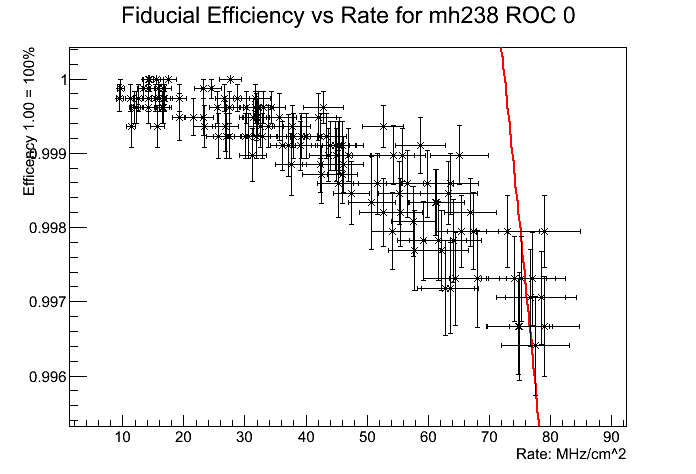 Fiducial Efficiency vs Rate for mh238 ROC 0
Efficency 1.00 = 100%
1
0.999
0.998
0.997
0.996
10 20 30 40 50 60 70 80 90
Rate: MHz/cm^2